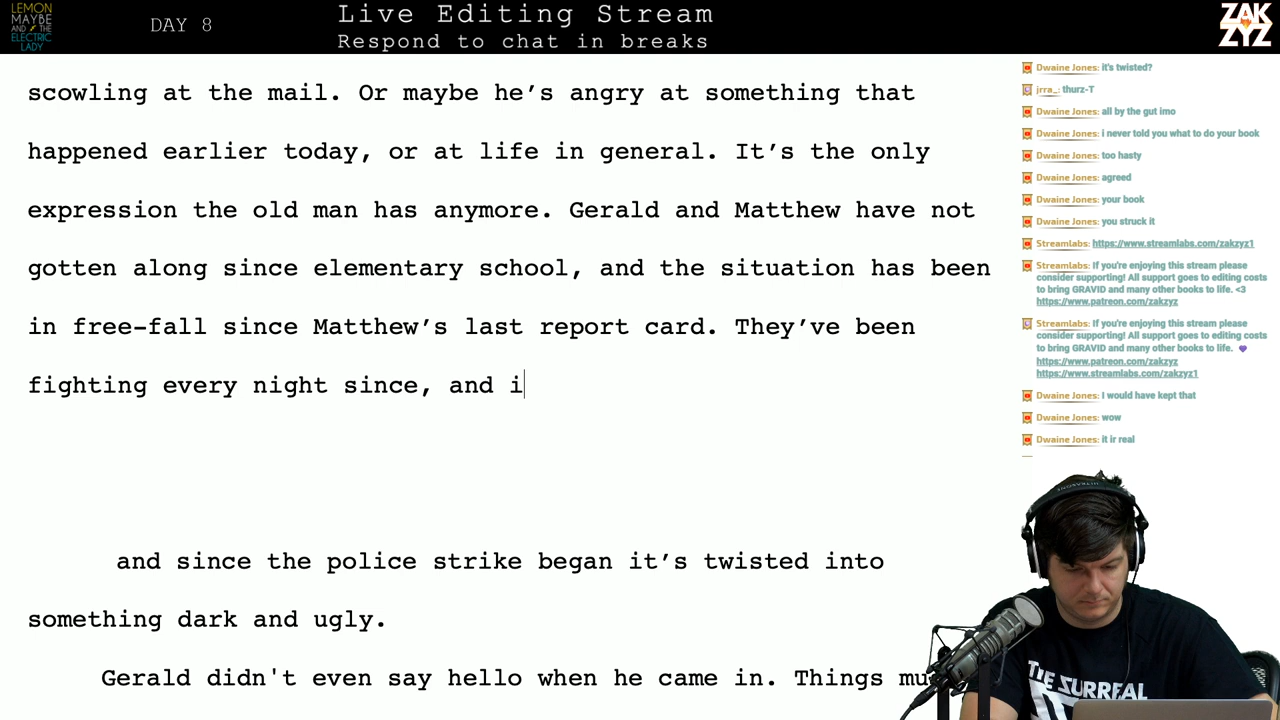 LEMON
MAYBE
AND THE
ELECTRIC
LADY
DAY 8
Live Editing Stream
Respond to chat in breaks
ZAK
ZYZ
scowling at the mail. Or maybe he’s angry at something that
happened earlier today, or at life in general. It’s the only
expression the old man has anymore. Gerald and Matthew have not
gotten along since elementary school, and the situation has been
in free-fall since Matthew’s last report card. They’ve been
fighting every night since, and i
and since the police strike began it’s twisted into
something dark and ugly.
Gerald didn't even say hello when he came in. Things mu
Dwaine Jones: it's twisted?
jrra_: thurz-T
Dwaine Jones: all by the gut imo
Dwaine Jones: i never told you what to do your book
Dwaine Jones: too hasty
Dwaine Jones: agreed
Dwaine Jones: your book
Dwaine Jones: you struck it
Streamlabs: https://www.streamlabs.com/zakzyz1
Streamlabs: If you're enjoying this stream please
consider supporting! All support goes to editing costs
to bring GRAVID and many other books to life. <3
https://www.patreon.com/zakzyz
Streamlabs: If you're enjoying this stream please
consider supporting! All support goes to editing costs
to bring GRAVID and many other books to life. 💜
https://www.patreon.com/zakzyz
https://www.streamlabs.com/zakzyz1
Dwaine Jones: I would have kept that
Dwaine Jones: wow
Dwaine Jones: it ir real
THE SURREAL